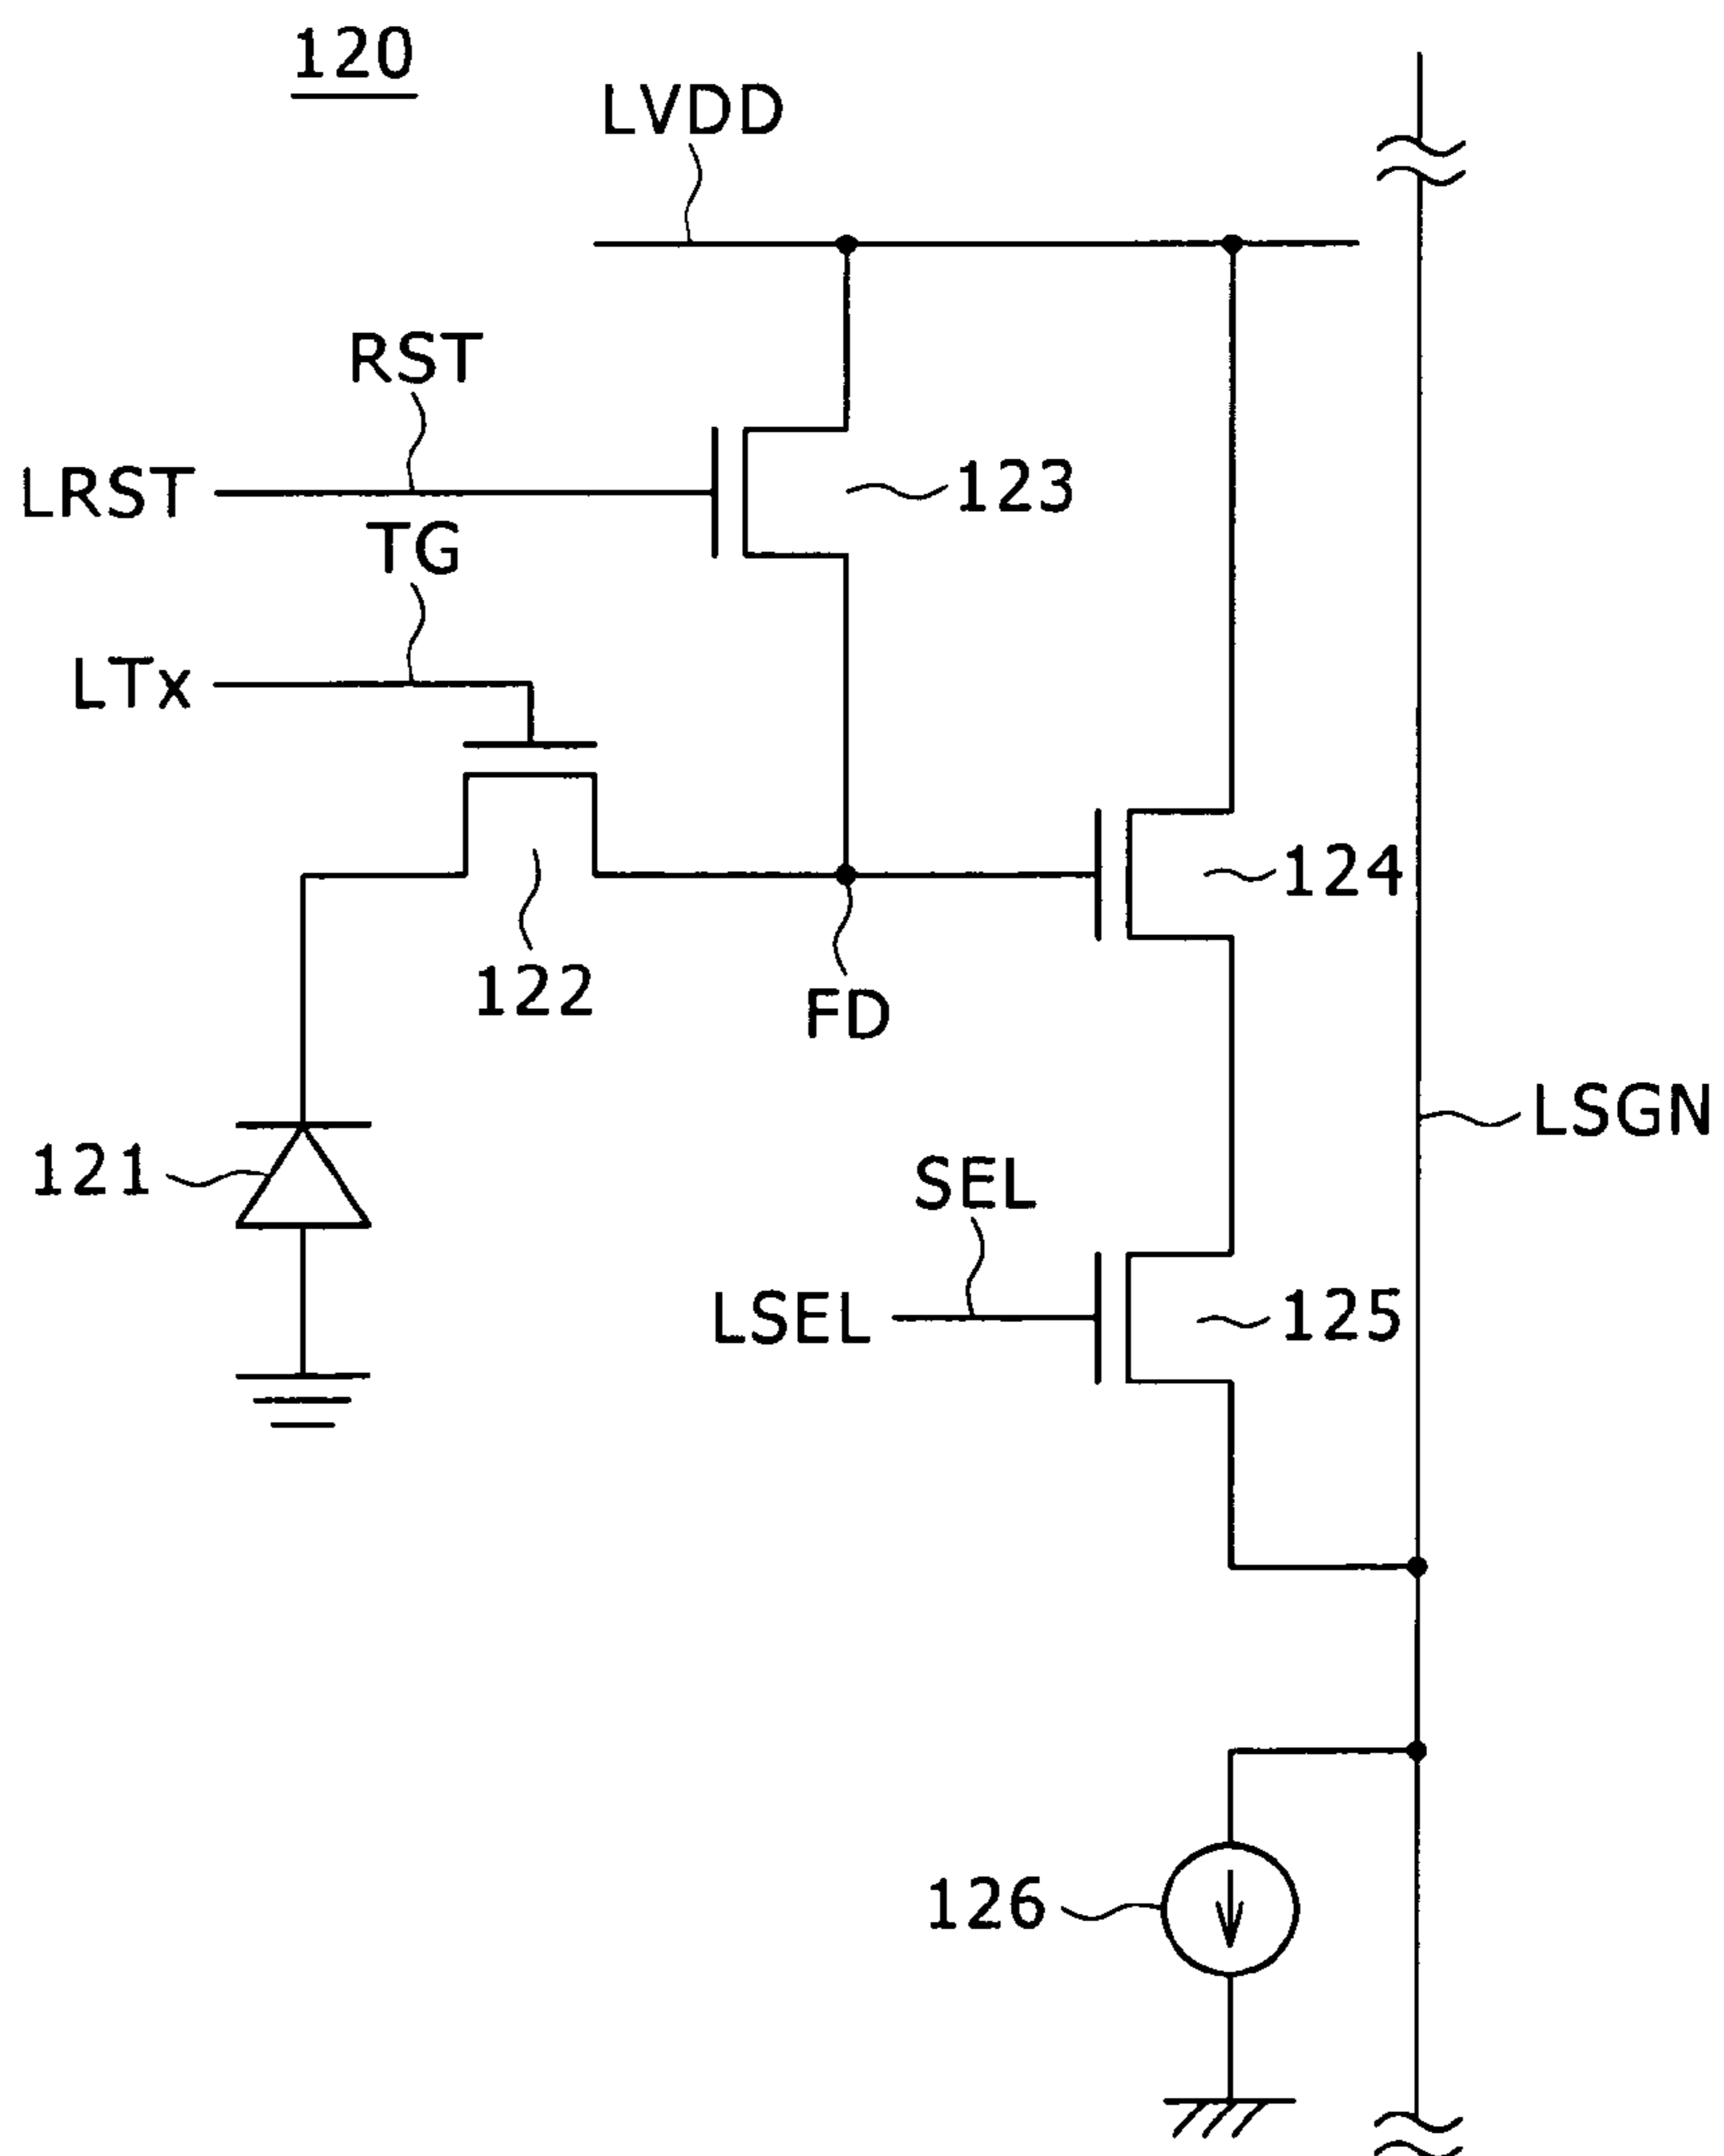 120
LVDD
RST
LRST
123
TG
LTx
124
122
FD
LSGN
121
SEL
LSEL
125
126